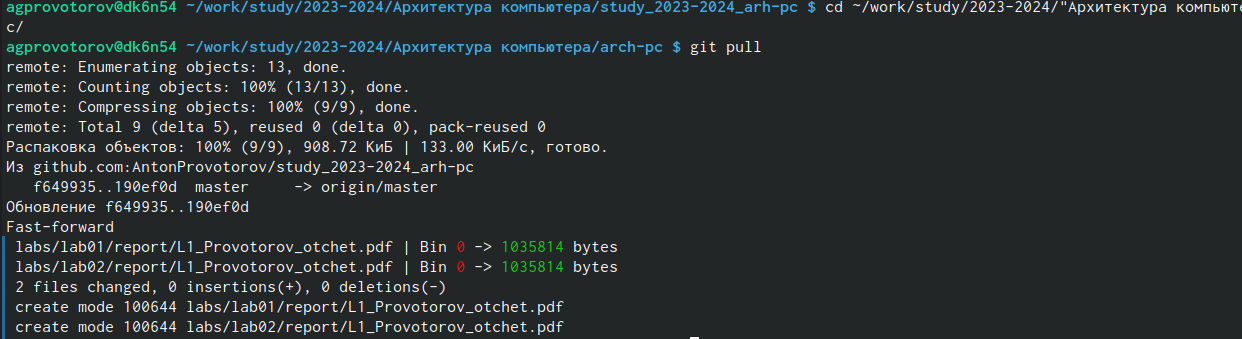 agprovotorov@dk6n54 ~/work/study/2023-2024/Архитектура компьютера/study_2023-2024_arh-pc $ cd ~/work/study/2023-2024/"Архитектура компьюте
c/
agprovotorov@dk6n54 ~/work/study/2023-2024/Архитектура компьютера/arch-pc $ git pull
remote: Enumerating objects: 13, done.
remote: Counting objects: 100% (13/13), done.
remote: Compressing objects: 100% (9/9), done.
remote: Total 9 (delta 5), reused 0 (delta 0), pack-reused 0
Распаковка объектов: 100% (9/9), 908.72 КиБ | 133.00 КиБ/с, готово.
Из github.com:AntonProvotorov/study_2023-2024_arh-pc
   f649935..190ef0d  master     -> origin/master
Обновление f649935..190ef0d
Fast-forward
 labs/lab01/report/L1_Provotorov_otchet.pdf | Bin 0 -> 1035814 bytes
 labs/lab02/report/L1_Provotorov_otchet.pdf | Bin 0 -> 1035814 bytes
 2 files changed, 0 insertions(+), 0 deletions(-)
 create mode 100644 labs/lab01/report/L1_Provotorov_otchet.pdf
 create mode 100644 labs/lab02/report/L1_Provotorov_otchet.pdf